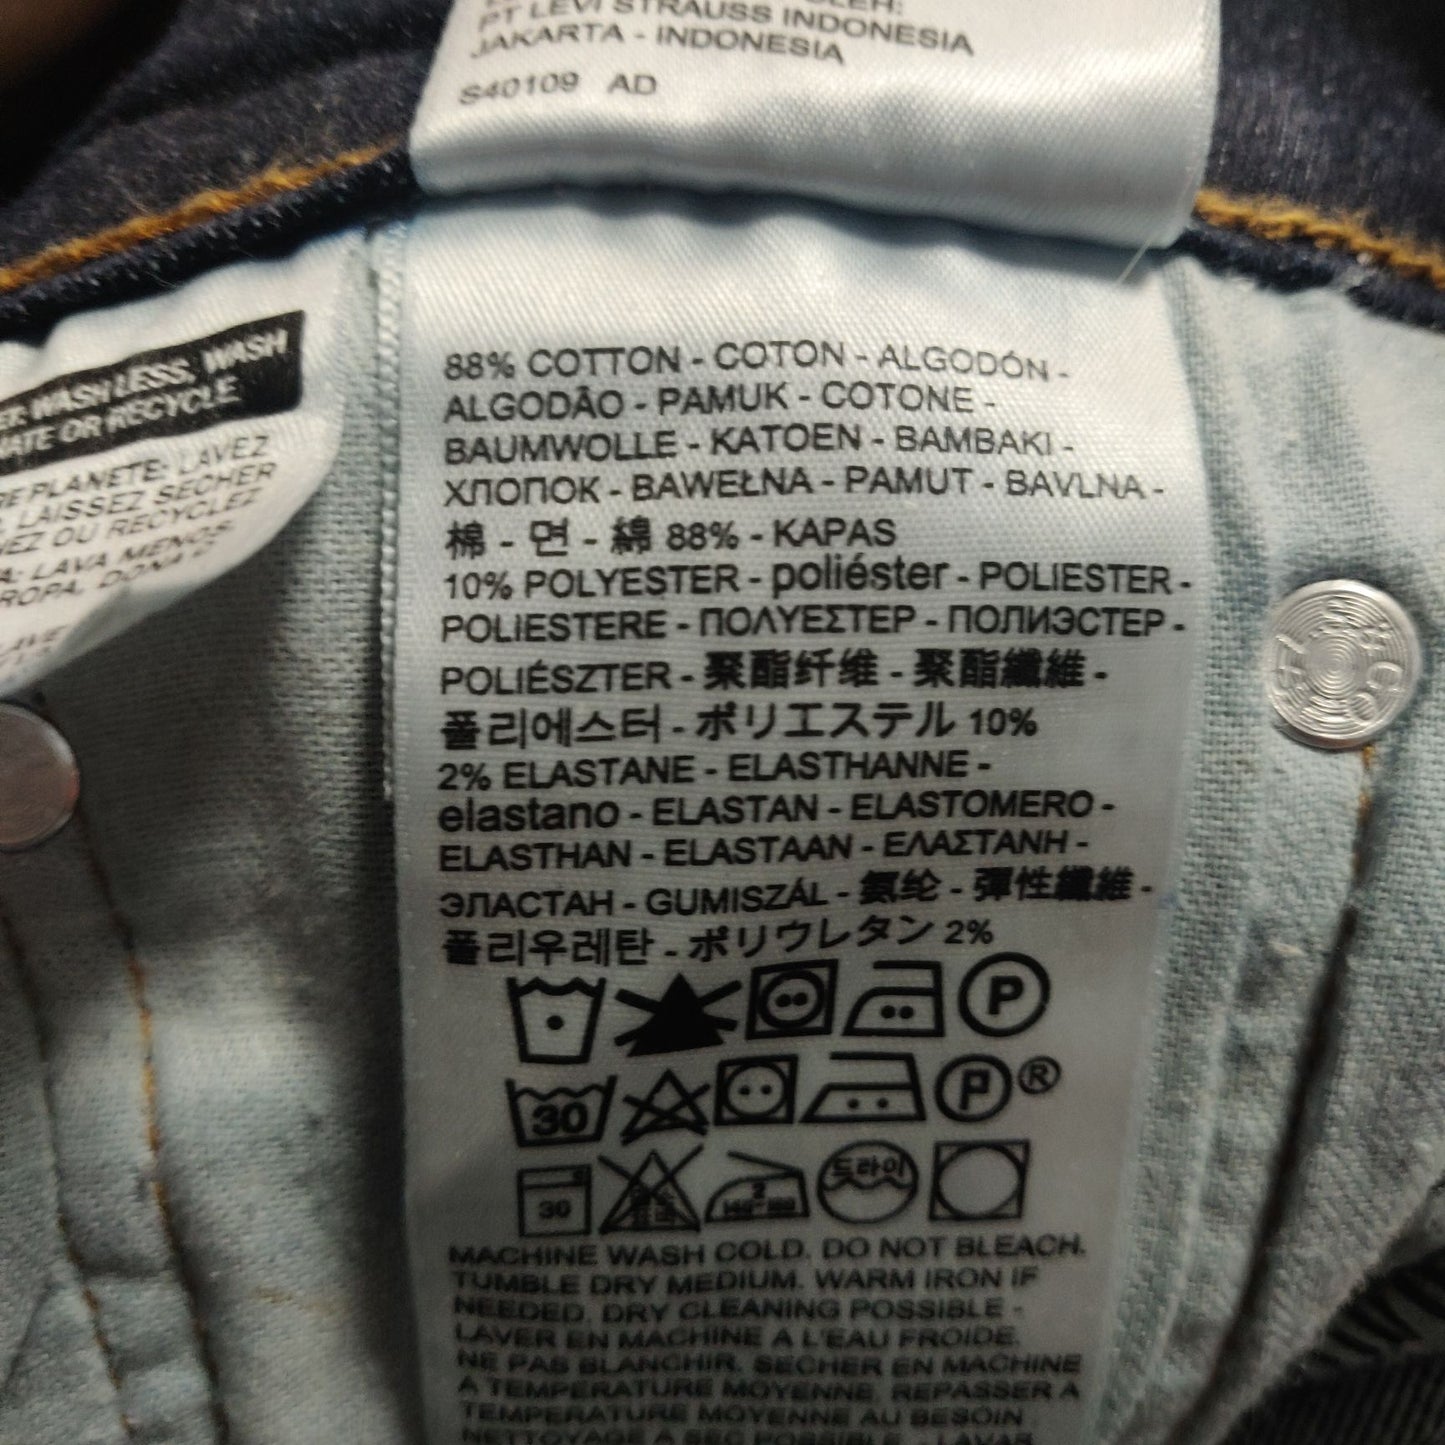 PT LEVI STRAUSS INDONESIA
JAKARTA - INDONESIA
S40109 AD
WASH LESS, WASH
OR RECYCLE
PLANETE: LAVEZ
LAISSEZ SECHER
OU RECYCLEZ
LAVA MENOS
ROPA, DONA
88% COTTON - COTON - ALGODÓN -
ALGODÃO - PAMUK - COTONE -
BAUMWOLLE - KATOEN - BAMBAKI -
ХЛОПОК - BAWEŁNA - PAMUT - BAVLNA -
棉 - 면 - 綿 88% - KAPAS
10% POLYESTER - poliéster - POLIESTER -
POLIESTERE - ΠΟΛΥΕΣΤΕΡ - ПОЛИЭСТЕР -
POLIÉSZTER - 聚酯纤维 - 聚酯纖維 -
폴리에스터 - ポリエステル 10%
2% ELASTANE - ELASTHANNE -
elastano - ELASTAN - ELASTOMERO -
ELASTHAN - ELASTAAN - ΕΛΑΣΤΑΝΗ -
ЭЛАСТАН - GUMISZÁL - 氨纶 - 彈性纖維 -
폴리우레탄 - ポリウレタン 2%
P
30 P ®
30 2 드라이
MACHINE WASH COLD. DO NOT BLEACH.
TUMBLE DRY MEDIUM. WARM IRON IF
NEEDED. DRY CLEANING POSSIBLE -
LAVER EN MACHINE A L'EAU FROIDE.
NE PAS BLANCHIR. SECHER EN MACHINE
A TEMPERATURE MOYENNE. REPASSER A
TEMPERATURE MOYENNE AU BESOIN
NETTOYAGE A SEC POSSIBLE - LAVAR